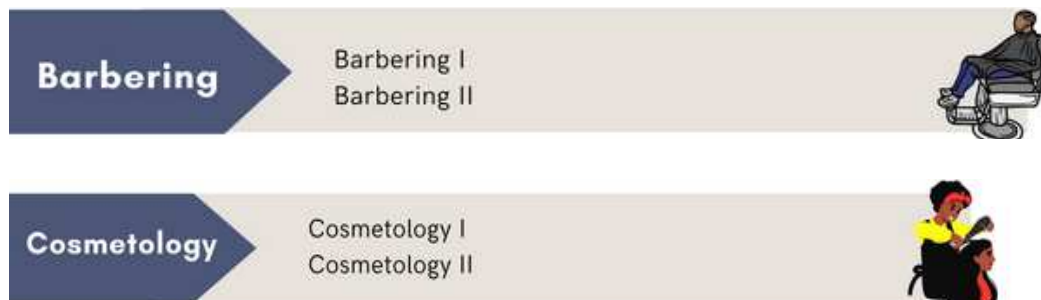 Barbering
Barbering I
Barbering II
Cosmetology
Cosmetology I
Cosmetology II